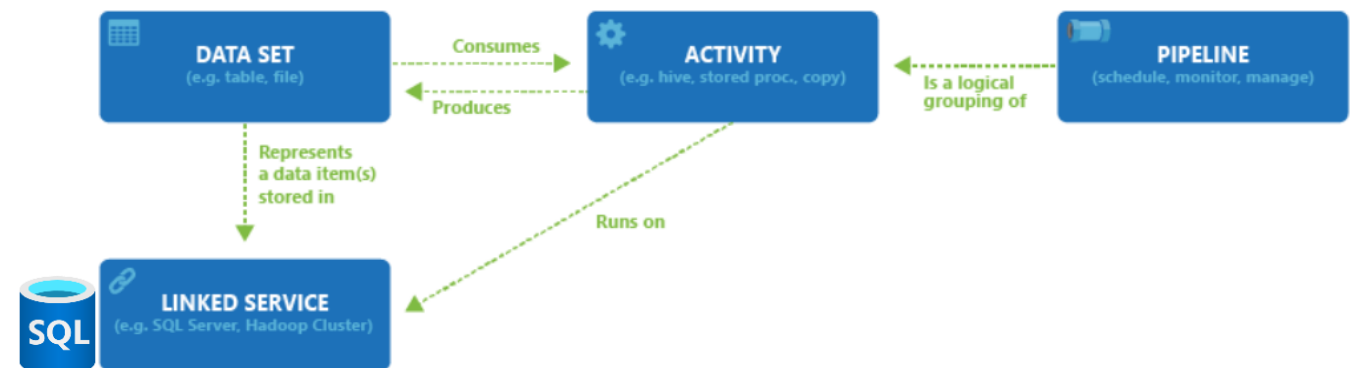 DATA SET
(e.g. table, file)
Consumes
Produces
ACTIVITY
(e.g. hive, stored proc., copy)
Is a logical
grouping of
PIPELINE
(schedule, monitor, manage)
Represents
a data item(s)
stored in
Runs on
SQL
LINKED SERVICE
(e.g. SQL Server, Hadoop Cluster)